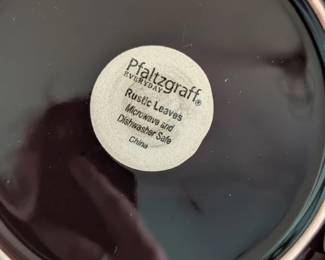 Pfaltzgraff®
EVERYDAY
Rustic Leaves
Microwave and
Dishwasher Safe
China